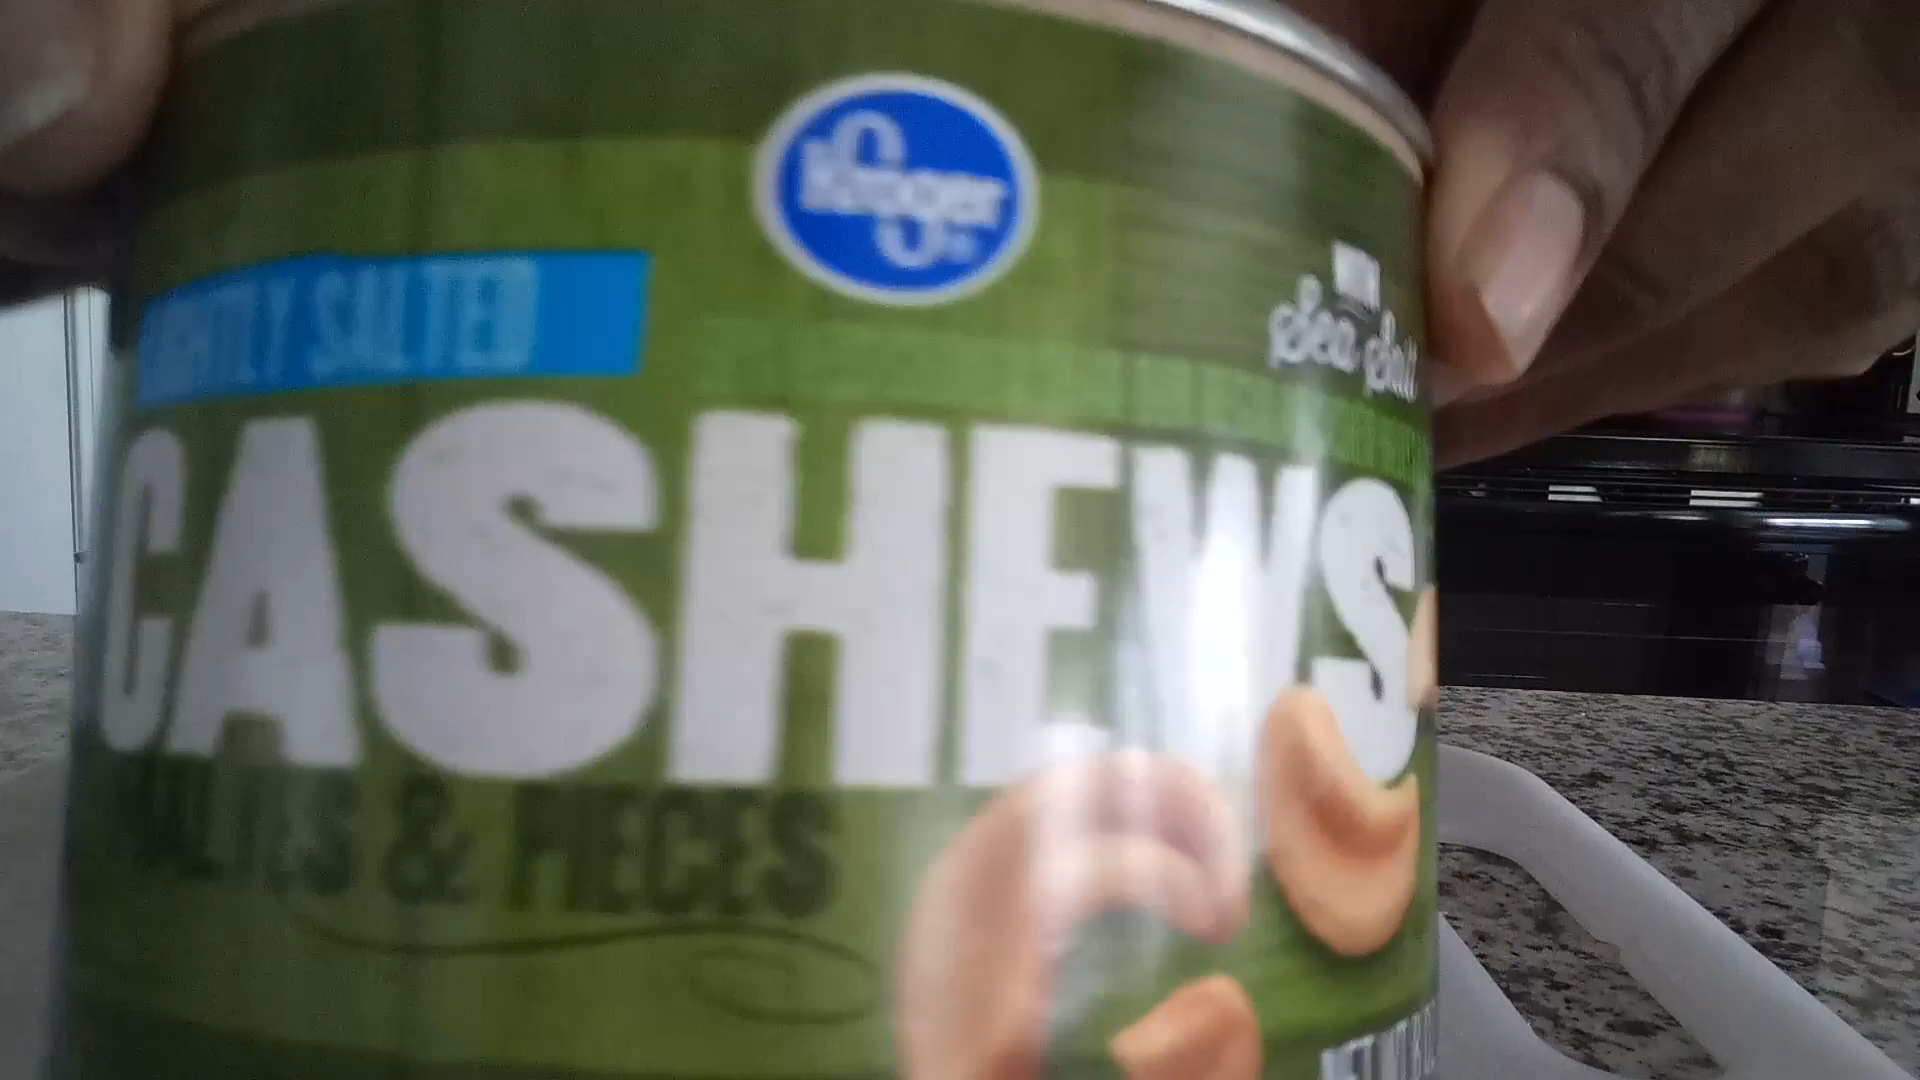 Kroger
LIGHTLY SALTED
WITH
Sea Salt
CASHEWS
HALVES & PIECES